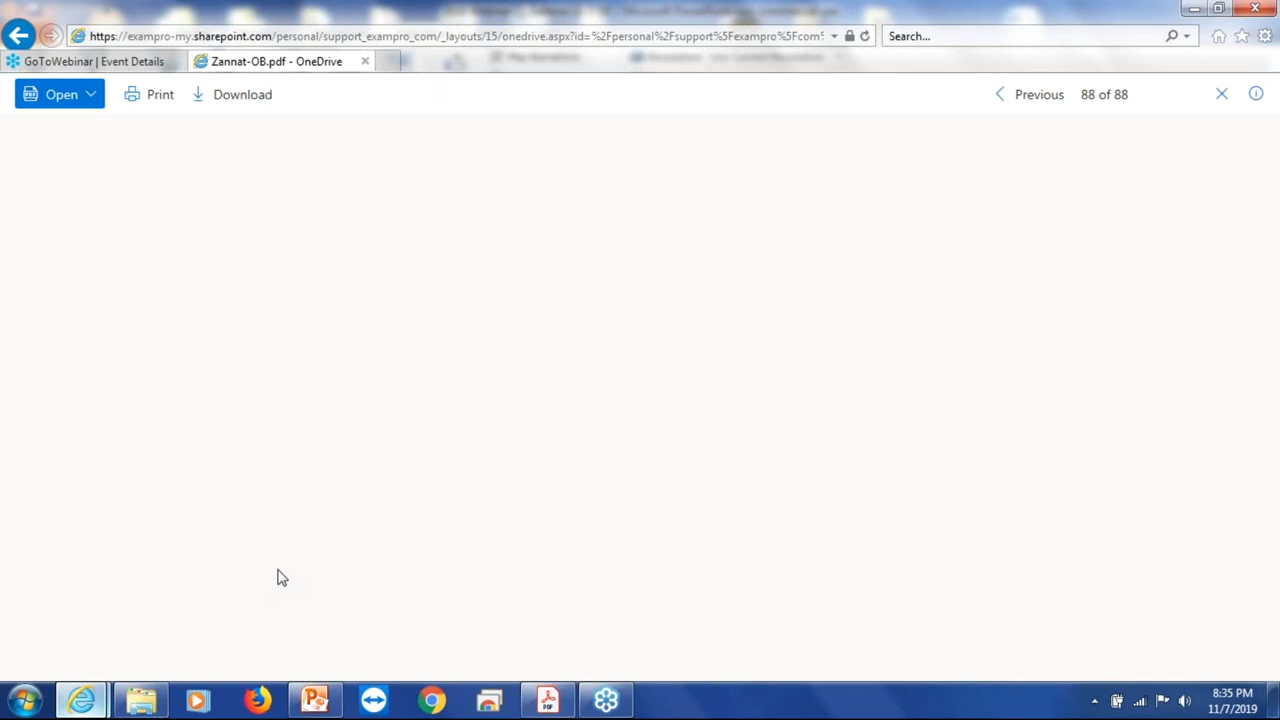 https://exampro-my.sharepoint.com/personal/support_exampro_com/_layouts/15/onedrive.aspx?id=%2Fpersonal%2Fsupport%5Fexampro%5Fcom%
Search...
GoToWebinar | Event Details
Zannat-OB.pdf - OneDrive
Open
Print
Download
Previous
88 of 88
8:35 PM
11/7/2019